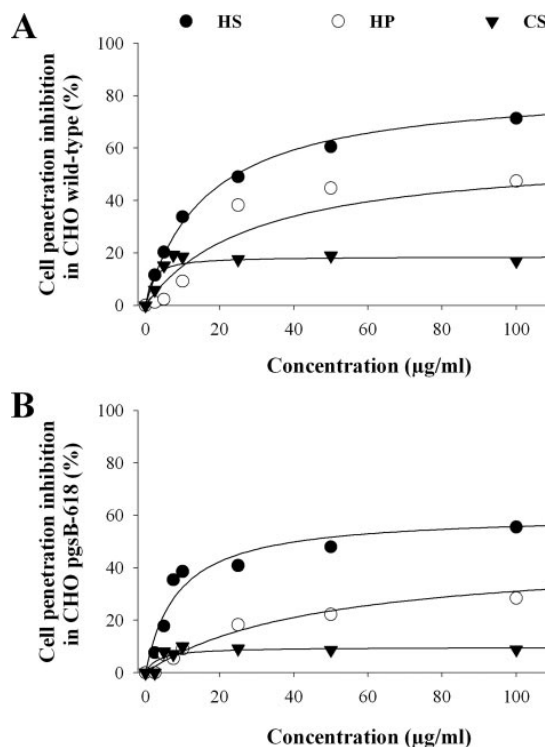 A
HS HP CS
Cell penetration inhibition
in CHO wild-type (%)
100
80
60
40
20
0
0 20 40 60 80 100
Concentration (µg/ml)
B
Cell penetration inhibition
in CHO pgsB-618 (%)
100
80
60
40
20
0
0 20 40 60 80 100
Concentration (µg/ml)